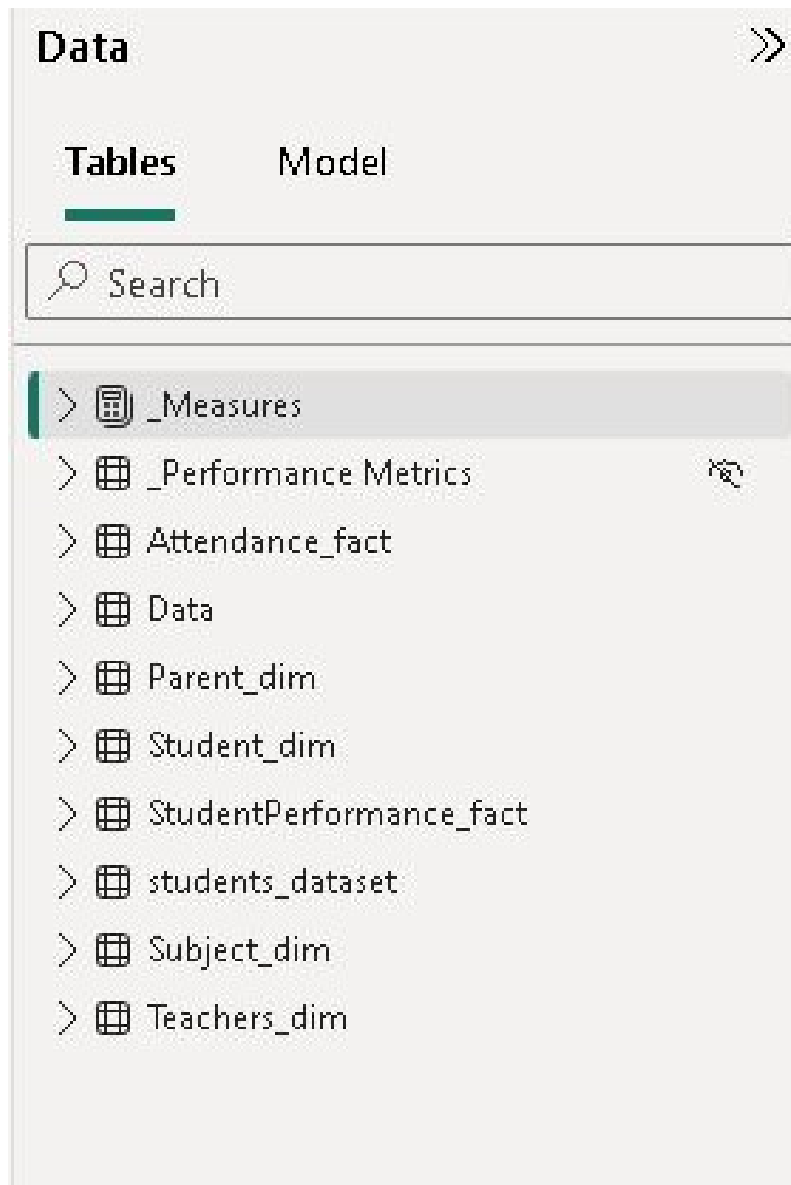 Data
Tables Model
Search
_Measures
_Performance Metrics
Attendance_fact
Data
Parent_dim
Student_dim
StudentPerformance_fact
students_dataset
Subject_dim
Teachers_dim